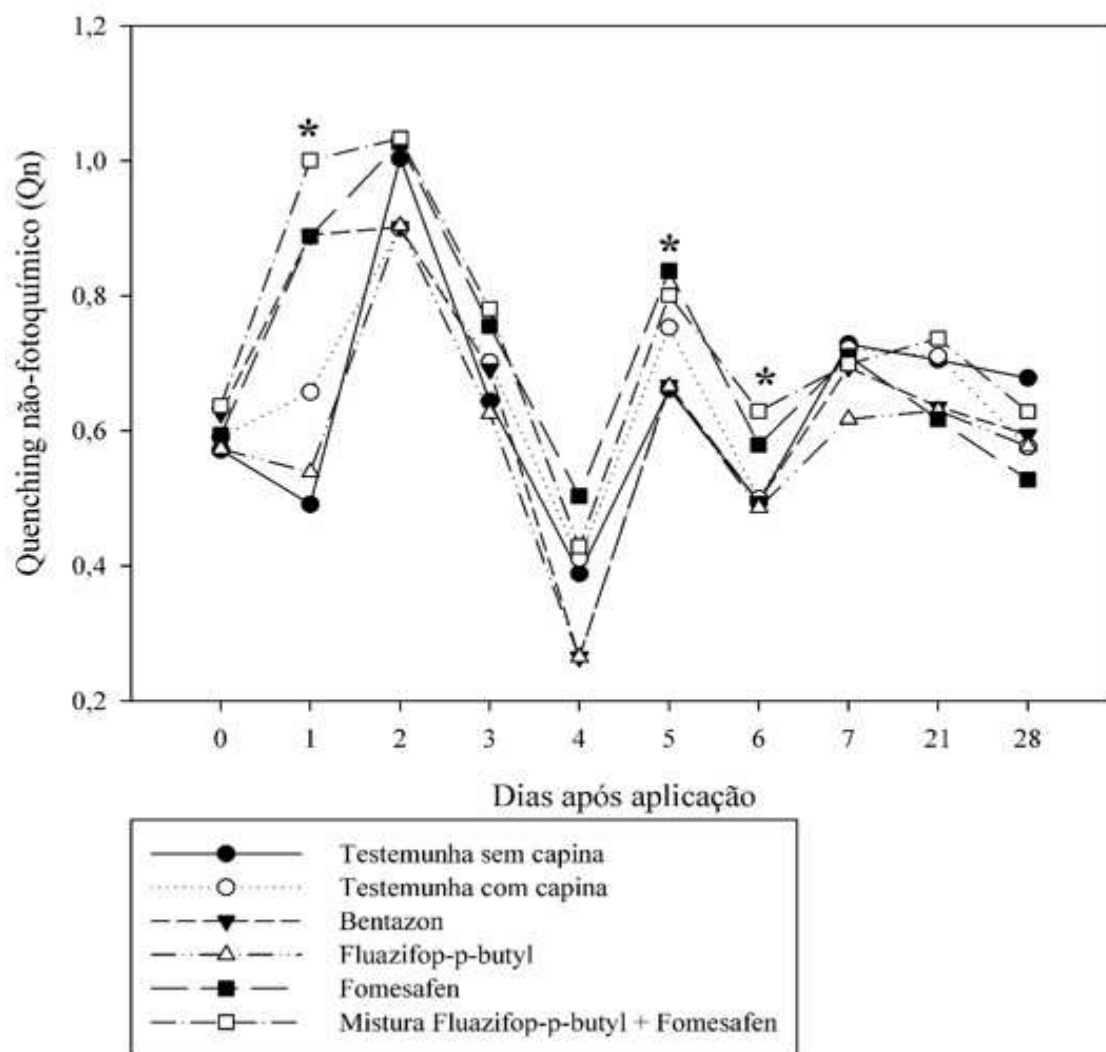 Quenching não-fotoquímico (Qn)
1,2
1,0
0,8
0,6
0,4
0,2
*
*
*
0 1 2 3 4 5 6 7 21 28
Dias após aplicação
Testemunha sem capina
Testemunha com capina
Bentazon
Fluazifop-p-butyl
Fomesafen
Mistura Fluazifop-p-butyl + Fomesafen